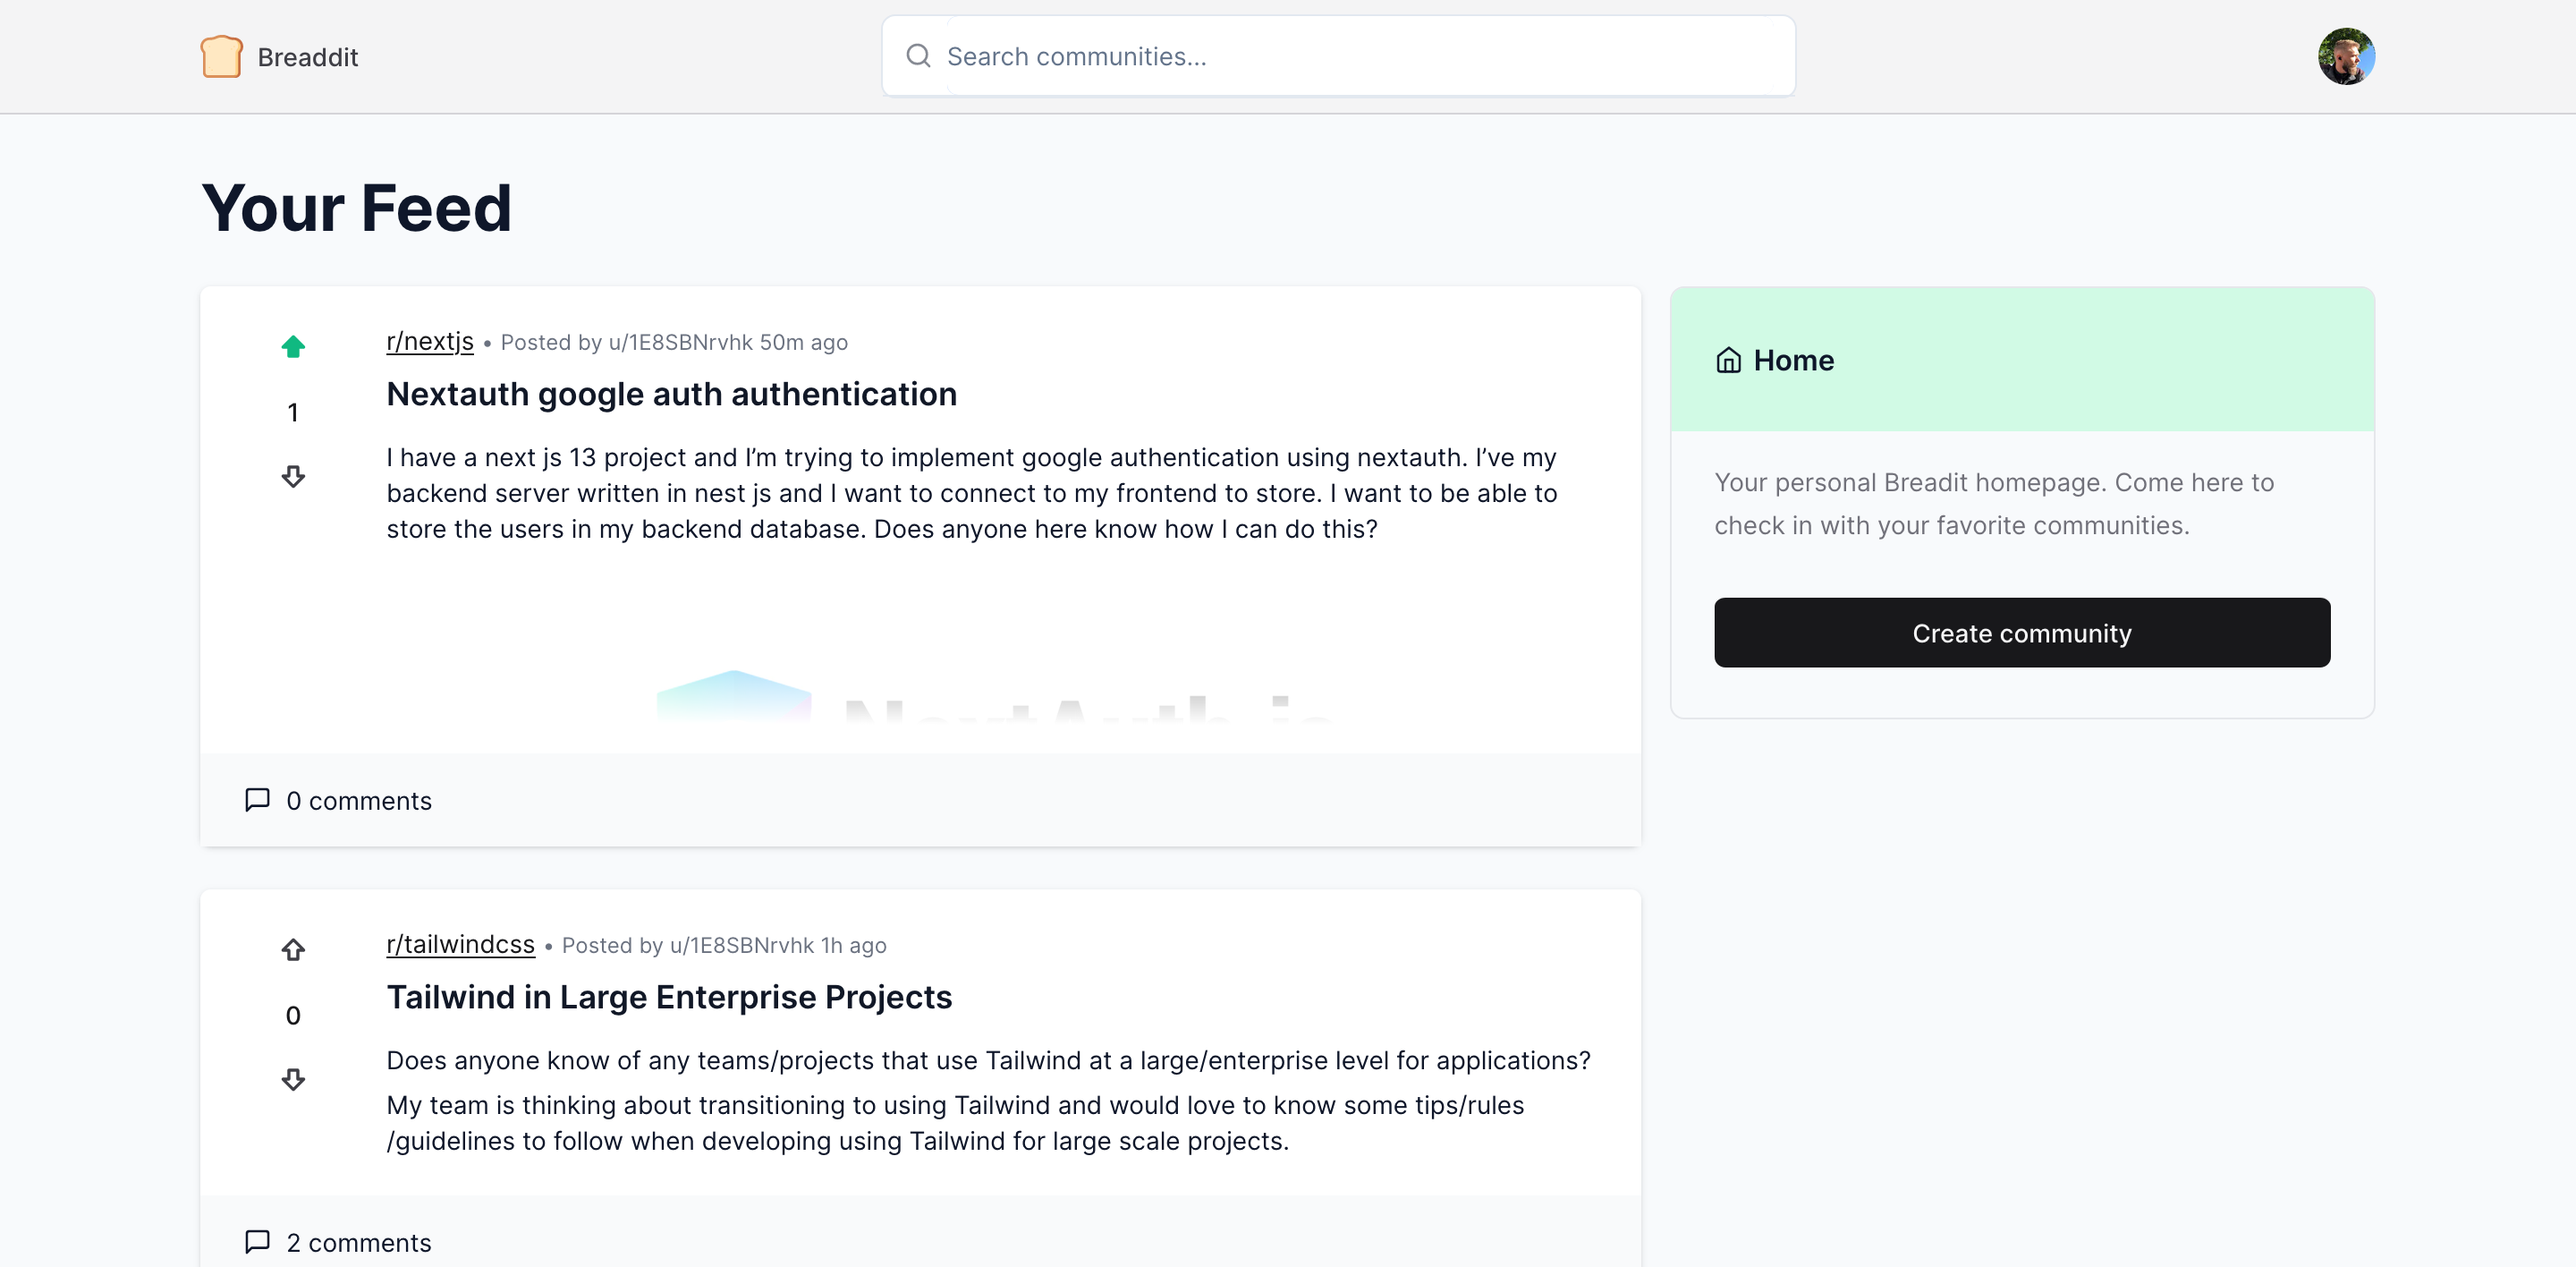 Breaddit
Search communities...
Your Feed
r/nextjs • Posted by u/1E8SBNrvhk 50m ago
Nextauth google auth authentication
1
I have a next js 13 project and I’m trying to implement google authentication using nextauth. I’ve my
backend server written in nest js and I want to connect to my frontend to store. I want to be able to
store the users in my backend database. Does anyone here know how I can do this?
NextAuth.js
0 comments
r/tailwindcss • Posted by u/1E8SBNrvhk 1h ago
Tailwind in Large Enterprise Projects
0
Does anyone know of any teams/projects that use Tailwind at a large/enterprise level for applications?
My team is thinking about transitioning to using Tailwind and would love to know some tips/rules
/guidelines to follow when developing using Tailwind for large scale projects.
2 comments
Home
Your personal Breadit homepage. Come here to
check in with your favorite communities.
Create community